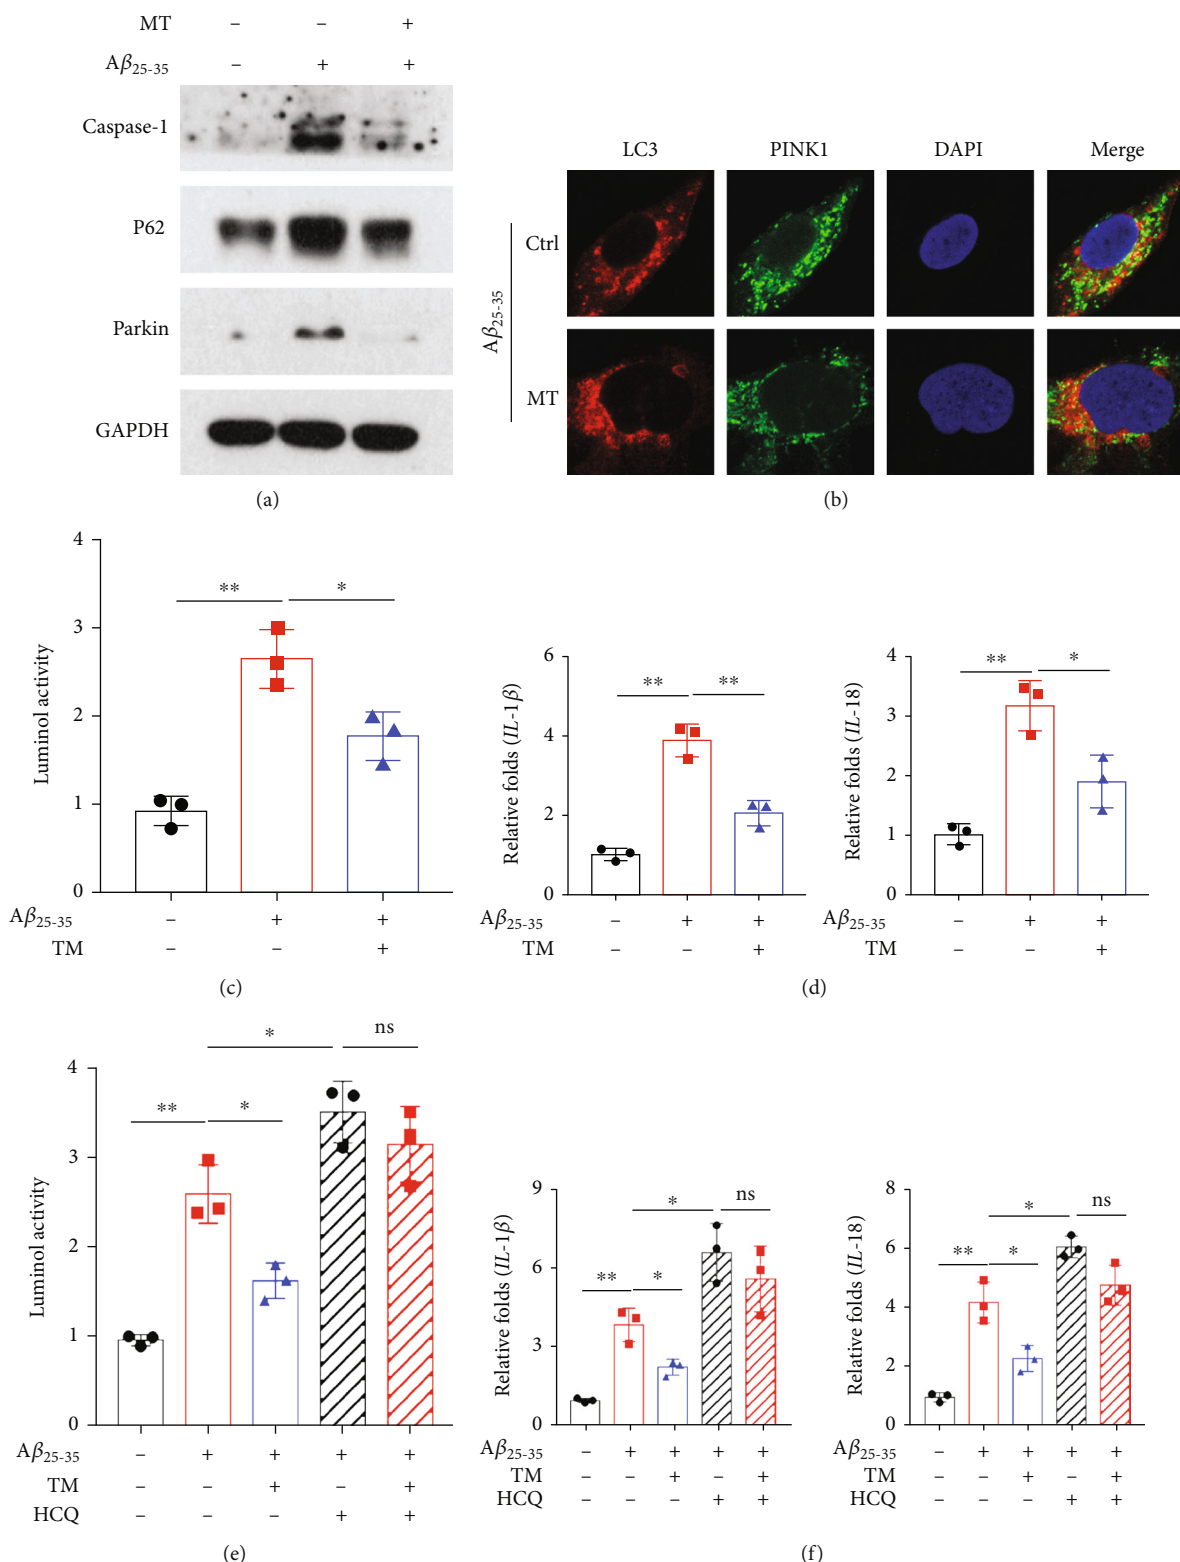 MT – – +
Aβ25-35 – + +
Caspase-1
P62
Parkin
GAPDH
(a)
LC3 PINK1 DAPI Merge
Aβ25-35
Ctrl
MT
(b)
Luminol activity
4
3
2
1
0
** *
Aβ25-35 – + +
TM – – +
(c)
Relative folds (IL-1β)
6
4
2
0
** **
Aβ25-35 – + +
TM – – +
Relative folds (IL-18)
4
3
2
1
0
** *
Aβ25-35 – + +
TM – – +
(d)
Luminol activity
4
3
2
1
0
* ns
** *
Aβ25-35 – + + + +
TM – – + – +
HCQ – – – + +
(e)
Relative folds (IL-1β)
9
6
3
0
* ns
** *
Aβ25-35 – + + + +
TM – – + – +
HCQ – – – + +
Relative folds (IL-18)
8
6
4
2
0
* ns
** *
Aβ25-35 – + + + +
TM – – + – +
HCQ – – – + +
(f)